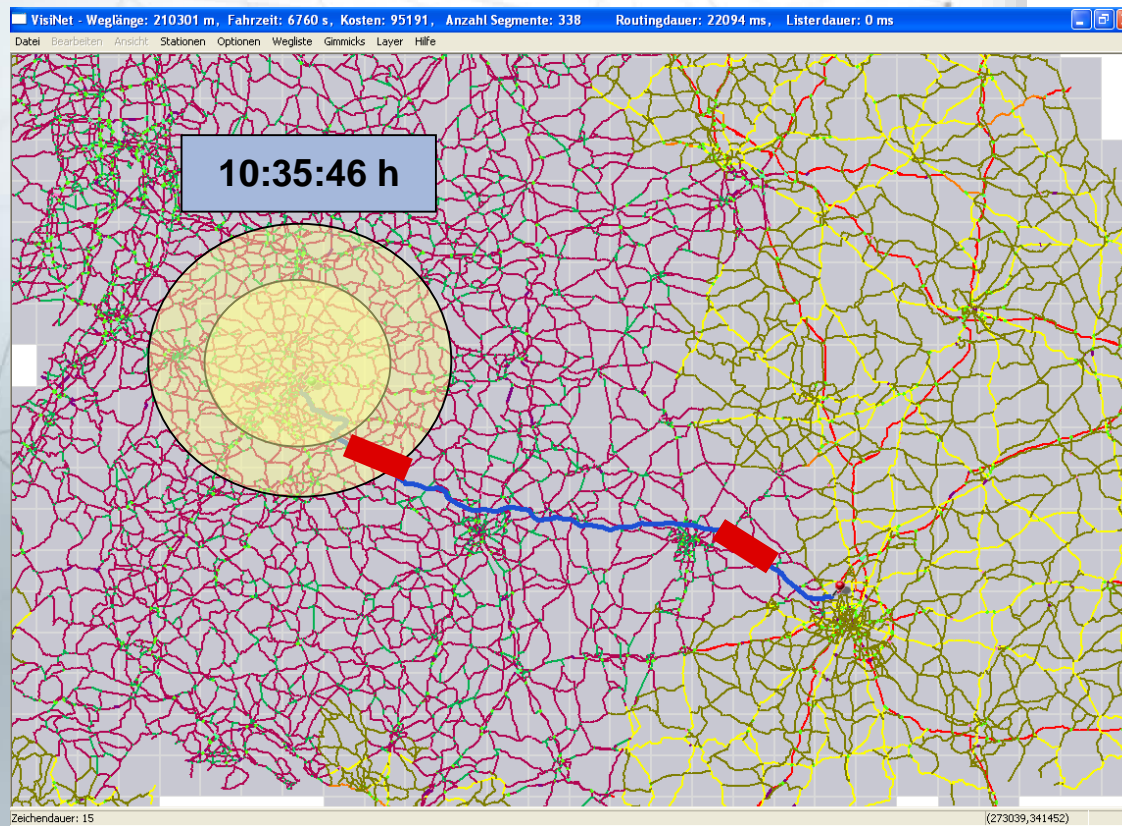 VisiNet - Weglänge: 210301 m, Fahrzeit: 6760 s, Kosten: 95191, Anzahl Segmente: 338 Routingdauer: 22094 ms, Listerdauer: 0 ms
Datei Bearbeiten Ansicht Stationen Optionen Wegliste Gimmicks Layer Hilfe
10:35:46 h
Zeichendauer: 15 (273039,341452)